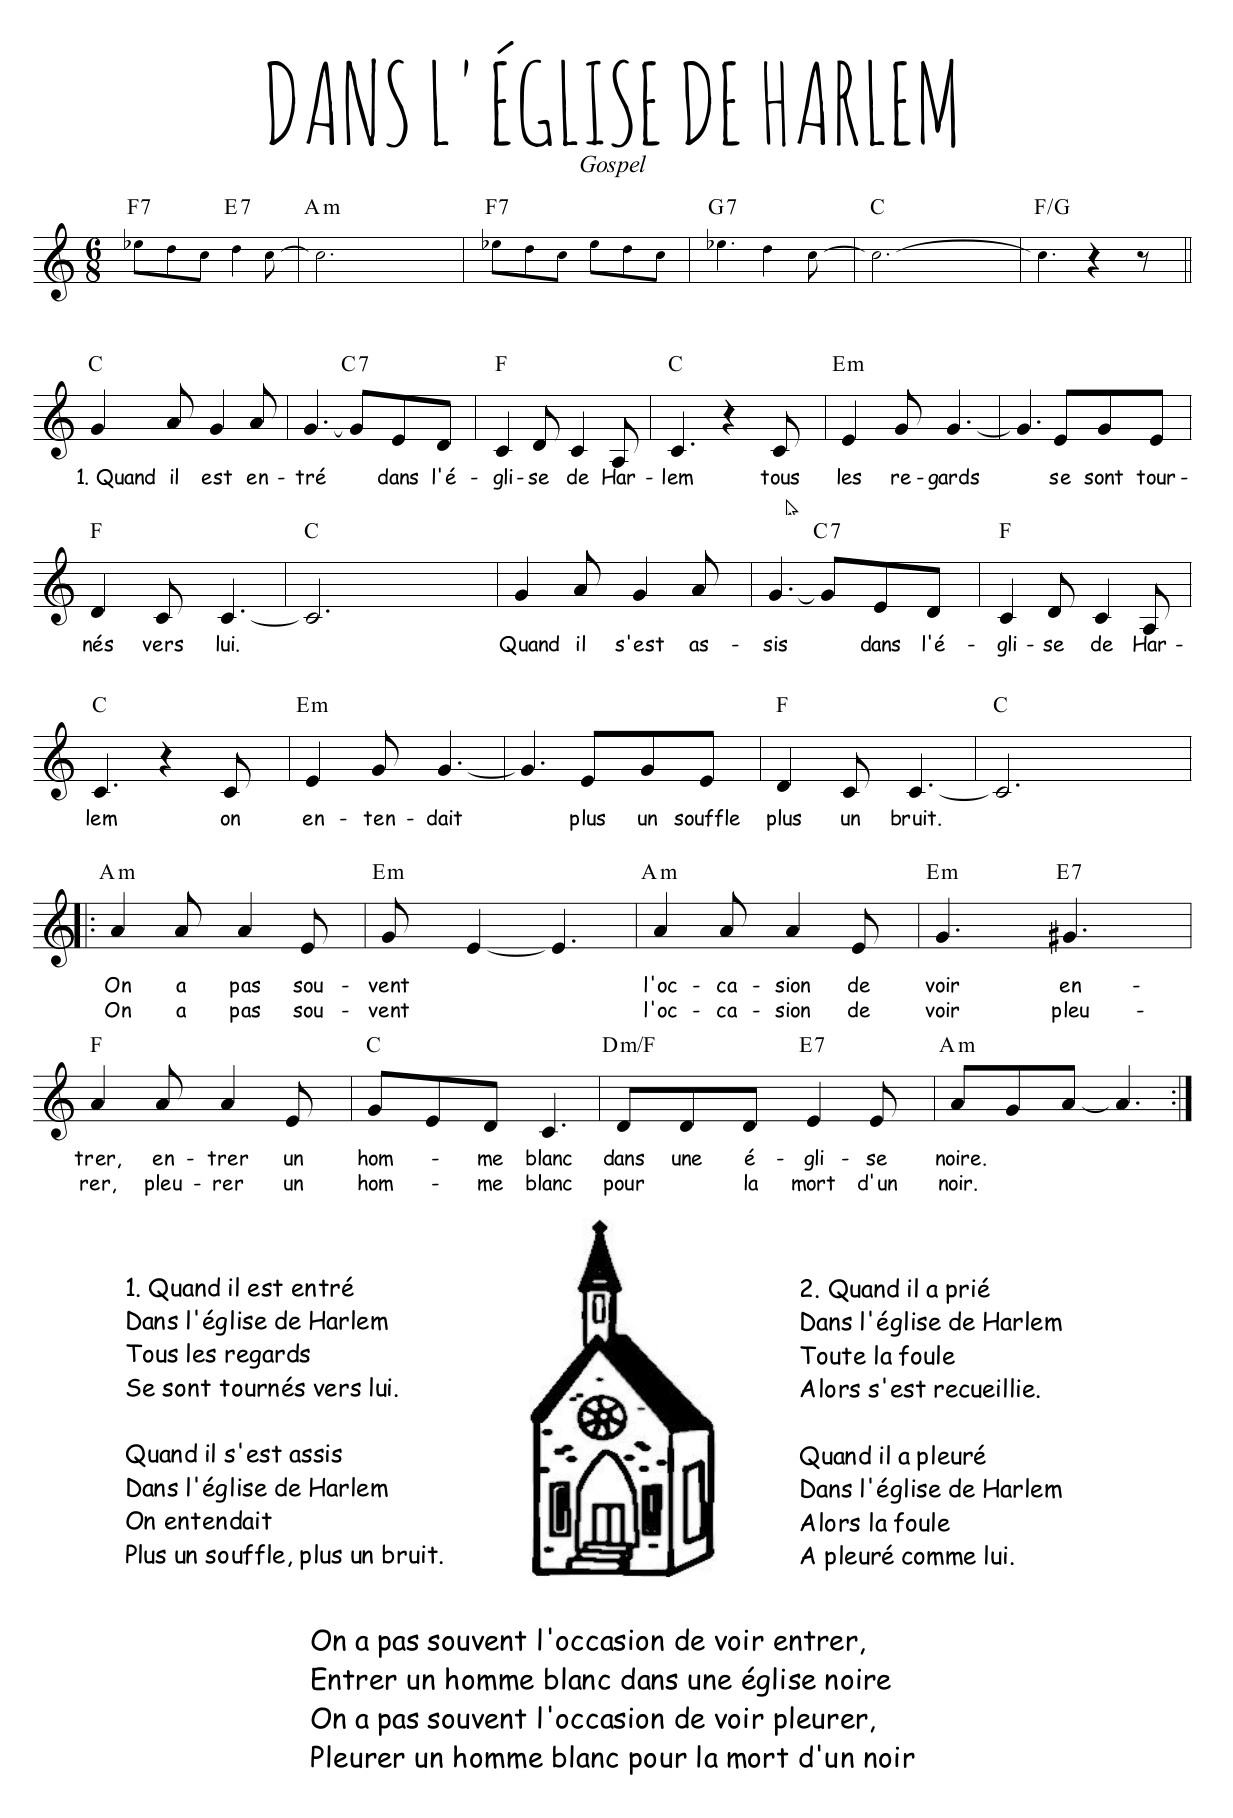 DANS L'ÉGLISE DE HARLEM
Gospel
F7 E7 Am F7 G7 C F/G
6
8
C C7 F C Em
1. Quand il est en - tré dans l'é - gli - se de Har - lem tous les re - gards se sont tour -
F C C7 F
nés vers lui. Quand il s'est as - sis dans l'é - gli - se de Har -
C Em F C
lem on en - ten - dait plus un souffle plus un bruit.
Am Em Am Em E7
On a pas sou - vent l'oc - ca - sion de voir en -
On a pas sou - vent l'oc - ca - sion de voir pleu -
F C Dm/F E7 Am
trer, en - trer un hom - me blanc dans une é - gli - se noire.
rer, pleu - rer un hom - me blanc pour la mort d'un noir.
1. Quand il est entré
Dans l'église de Harlem
Tous les regards
Se sont tournés vers lui.
Quand il s'est assis
Dans l'église de Harlem
On entendait
Plus un souffle, plus un bruit.
2. Quand il a prié
Dans l'église de Harlem
Toute la foule
Alors s'est recueillie.
Quand il a pleuré
Dans l'église de Harlem
Alors la foule
A pleuré comme lui.
On a pas souvent l'occasion de voir entrer,
Entrer un homme blanc dans une église noire
On a pas souvent l'occasion de voir pleurer,
Pleurer un homme blanc pour la mort d'un noir